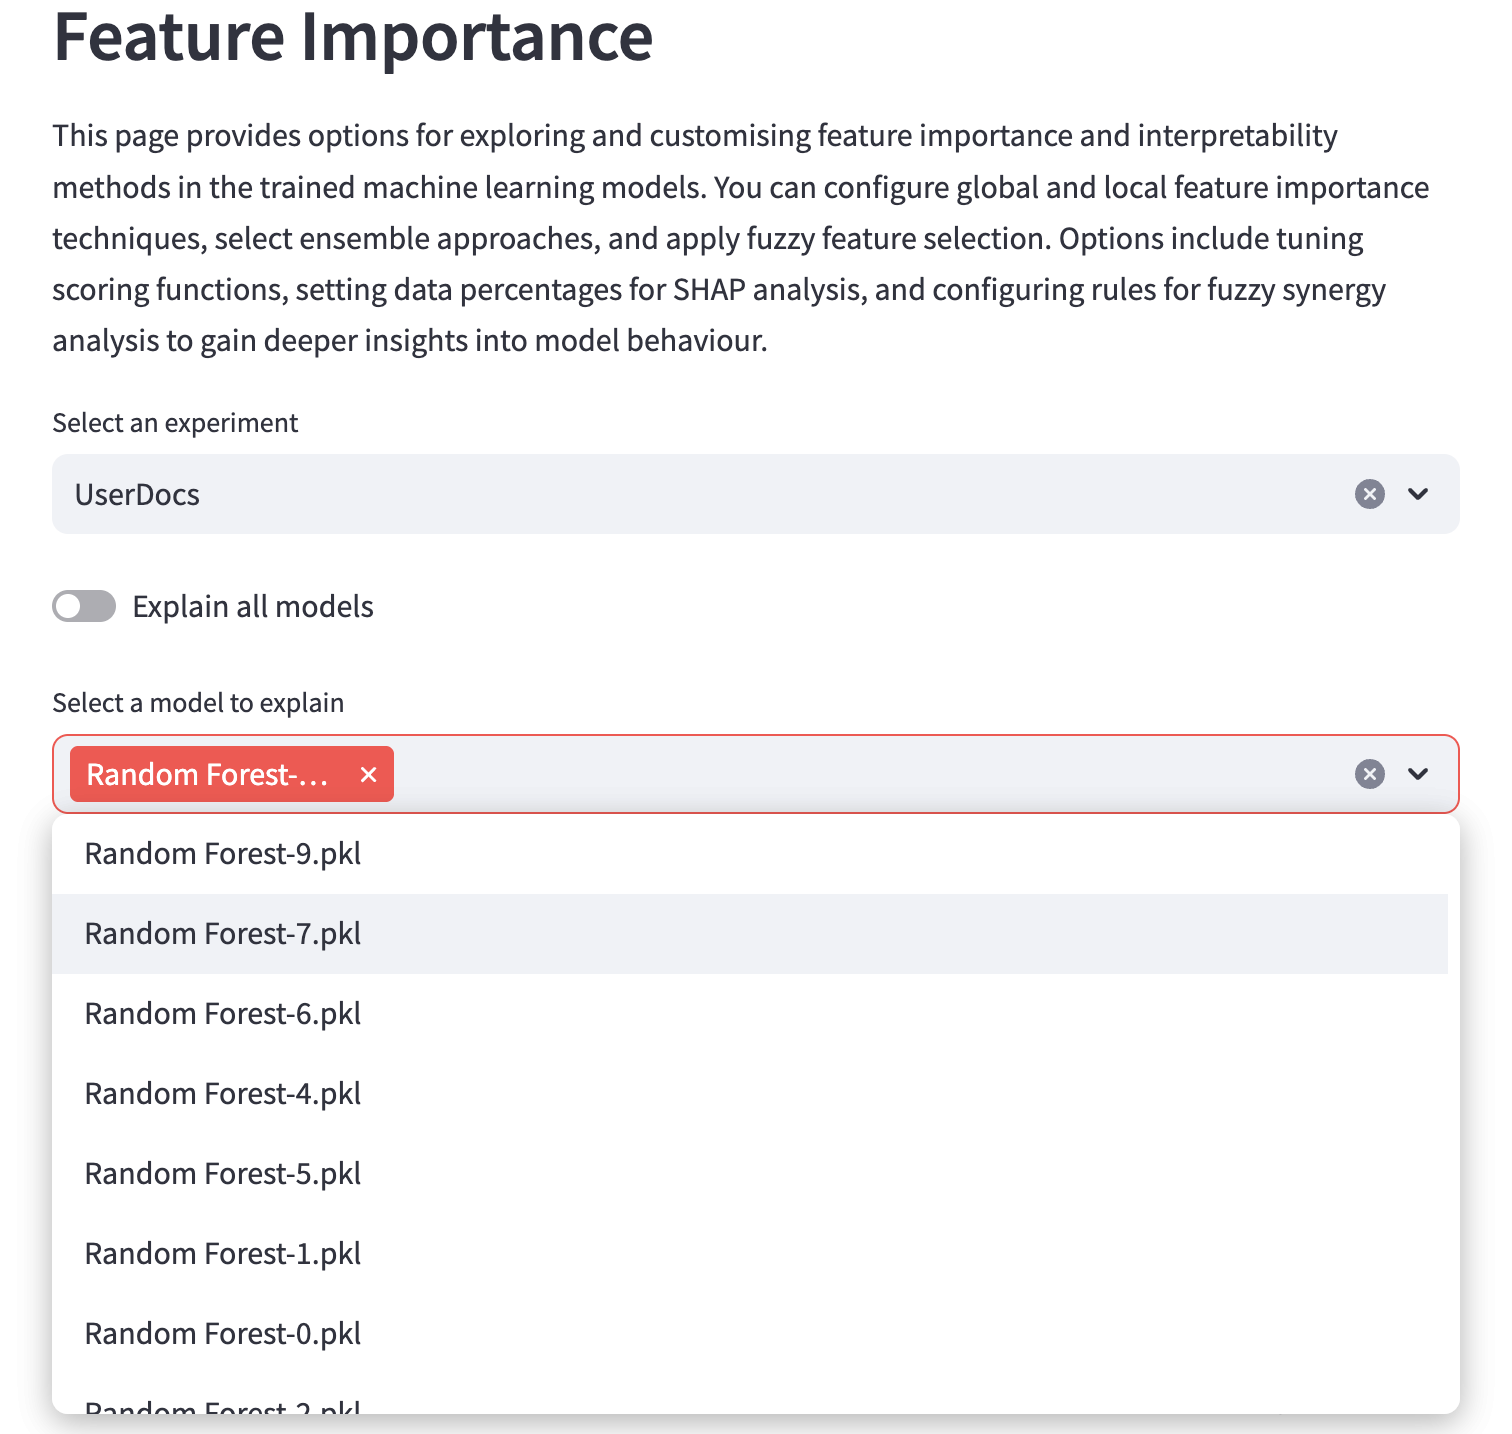 Feature Importance
This page provides options for exploring and customising feature importance and interpretability
methods in the trained machine learning models. You can configure global and local feature importance
techniques, select ensemble approaches, and apply fuzzy feature selection. Options include tuning
scoring functions, setting data percentages for SHAP analysis, and configuring rules for fuzzy synergy
analysis to gain deeper insights into model behaviour.
Select an experiment
UserDocs
Explain all models
Select a model to explain
Random Forest-...
Random Forest-9.pkl
Random Forest-7.pkl
Random Forest-6.pkl
Random Forest-4.pkl
Random Forest-5.pkl
Random Forest-1.pkl
Random Forest-0.pkl
Random Forest-2.pkl